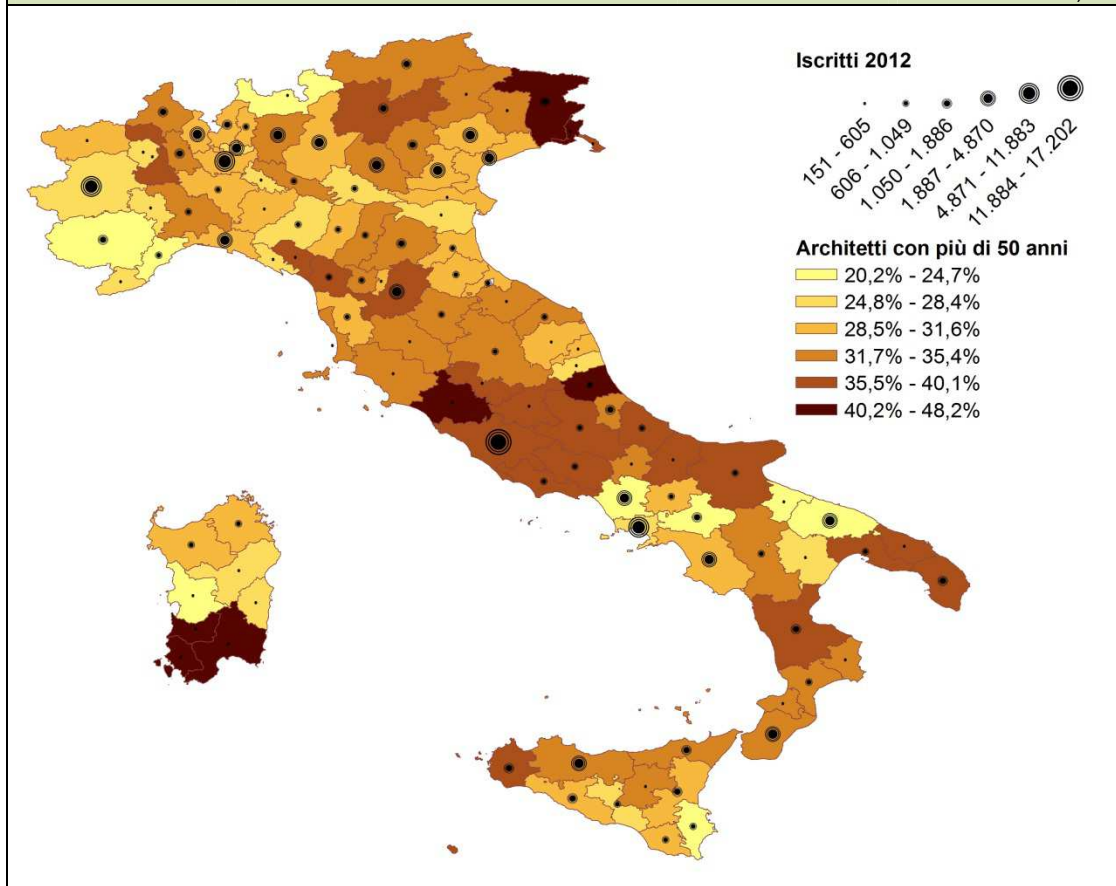 Iscritti 2012
151 - 605
606 - 1.049
1.050 - 1.886
1.887 - 4.870
4.871 - 11.883
11.884 - 17.202
Architetti con più di 50 anni
20,2% - 24,7%
24,8% - 28,4%
28,5% - 31,6%
31,7% - 35,4%
35,5% - 40,1%
40,2% - 48,2%